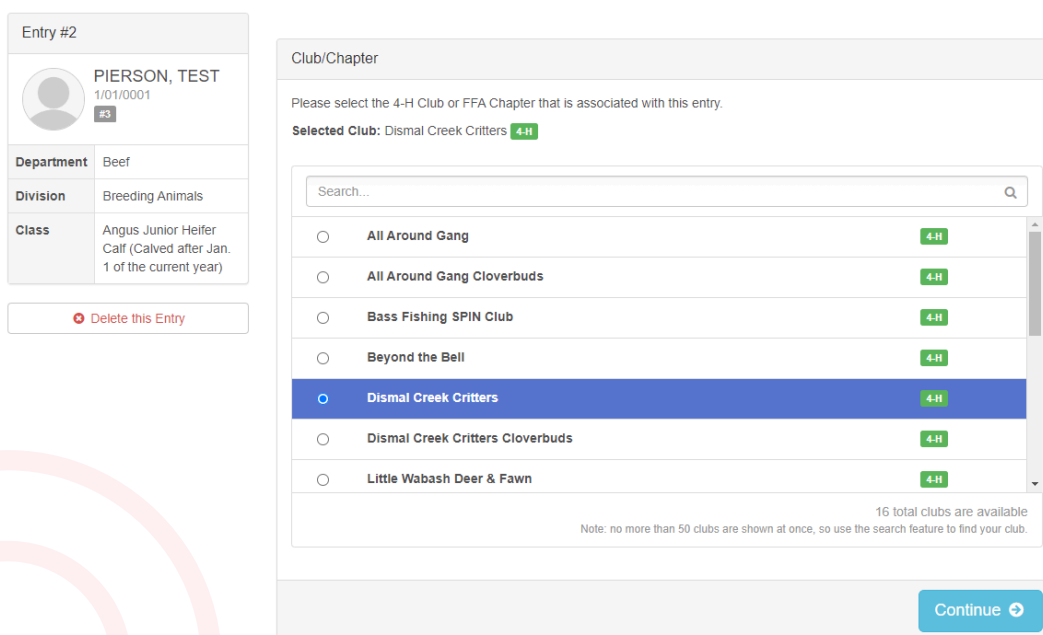 Entry #2
PIERSON, TEST
1/01/0001
#3
Department Beef
Division Breeding Animals
Class Angus Junior Heifer
Calf (Calved after Jan.
1 of the current year)
Delete this Entry
Club/Chapter
Please select the 4-H Club or FFA Chapter that is associated with this entry.
Selected Club: Dismal Creek Critters 4-H
Search...
All Around Gang 4-H
All Around Gang Cloverbuds 4-H
Bass Fishing SPIN Club 4-H
Beyond the Bell 4-H
Dismal Creek Critters 4-H
Dismal Creek Critters Cloverbuds 4-H
Little Wabash Deer & Fawn 4-H
16 total clubs are available
Note: no more than 50 clubs are shown at once, so use the search feature to find your club.
Continue